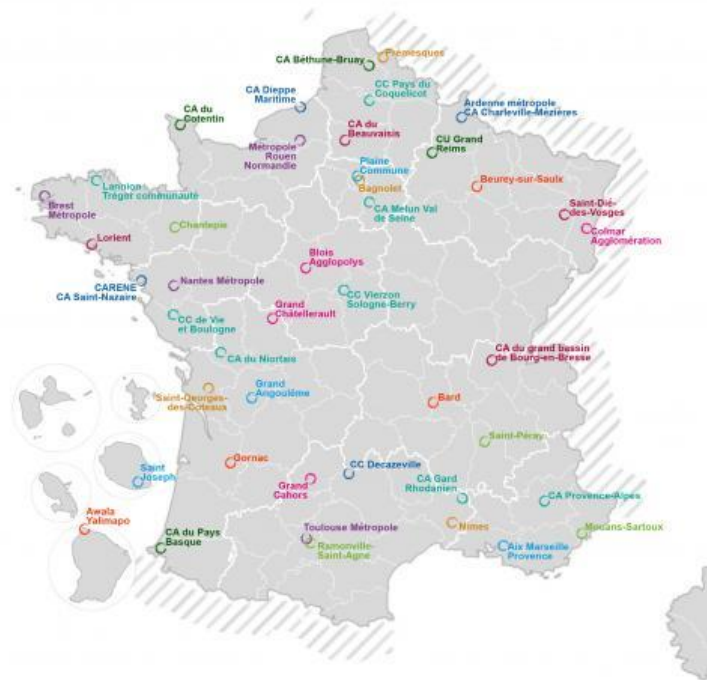 CA Béthune-Bruay
Prémesques
CC Pays du
Coquelicot
CA Dieppe
Maritime
Ardenne métropole
CA Charleville-Mézières
CA du
Cotentin
CA du
Beauvaisis
Métropole
Rouen
Normandie
CU Grand
Reims
Plaine
Commune
Bagnolet
Beurey-sur-Saulx
Lannion
Trégor communauté
Brest
Métropole
CA Melun Val
de Seine
Saint-Dié-
des-Vosges
Chantepie
Colmar
Agglomération
Lorient
Blois
Agglopolys
CARENE
CA Saint-Nazaire
Nantes Métropole
CC Vierzon
Sologne-Berry
CC de Vie
et Boulogne
Grand
Châtellerault
CA du Niortais
CA du grand bassin
de Bourg-en-Bresse
Saint-Georges-
des-Coteaux
Grand
Angoulême
Bard
Saint-Péray
Gornac
Saint
Joseph
Grand
Cahors
CC Decazeville
CA Gard
Rhodanien
CA Provence-Alpes
Awala
Yalimapo
CA du Pays
Basque
Toulouse Métropole
Ramonville-
Saint-Agne
Nîmes
Mouans-Sartoux
Aix Marseille
Provence